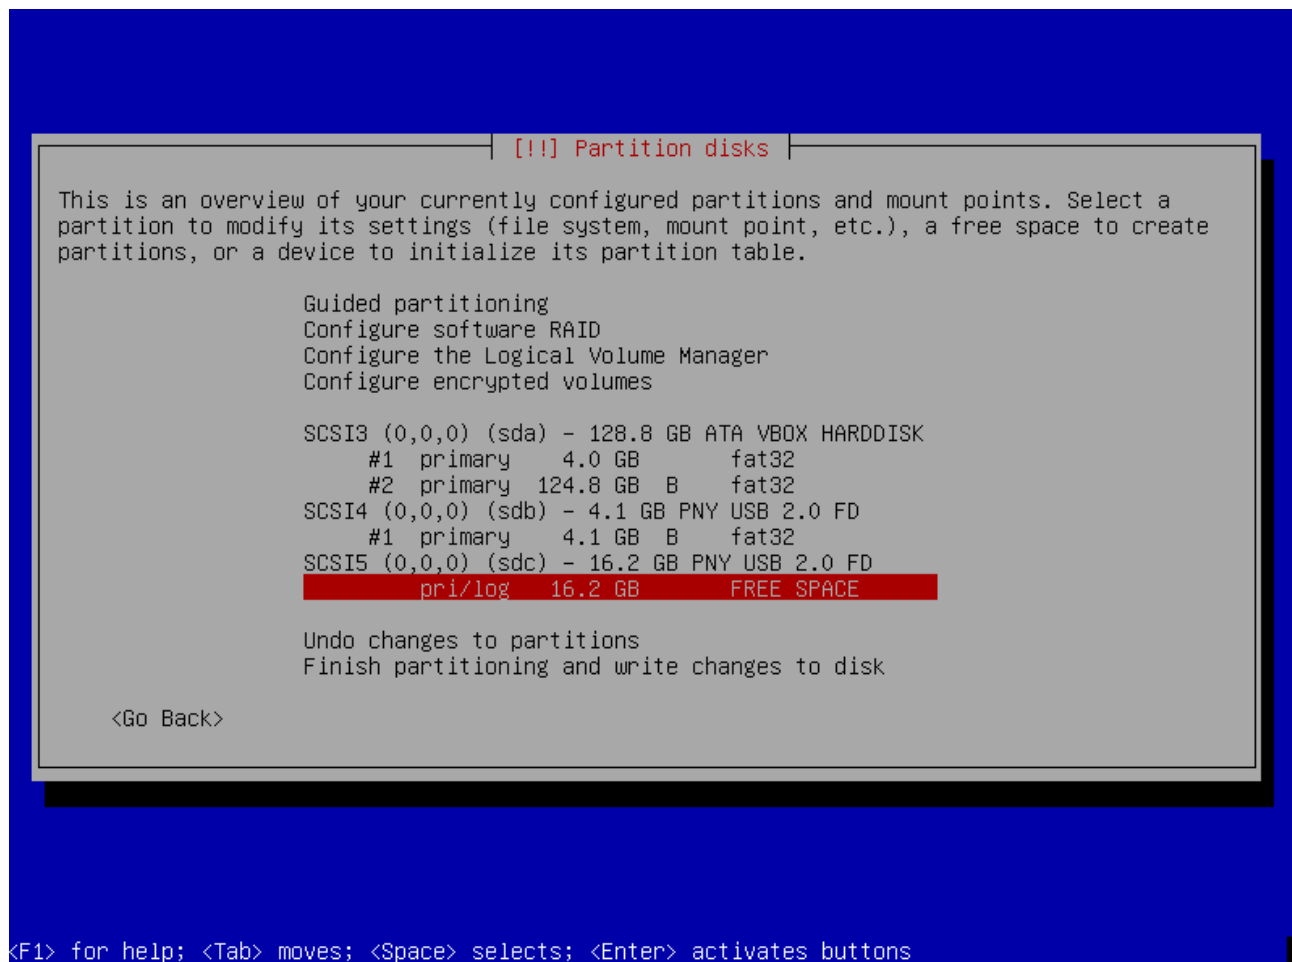 [!!] Partition disks
This is an overview of your currently configured partitions and mount points. Select a
partition to modify its settings (file system, mount point, etc.), a free space to create
partitions, or a device to initialize its partition table.
Guided partitioning
Configure software RAID
Configure the Logical Volume Manager
Configure encrypted volumes
SCSI3 (0,0,0) (sda) - 128.8 GB ATA VBOX HARDDISK
#1 primary 4.0 GB fat32
#2 primary 124.8 GB B fat32
SCSI4 (0,0,0) (sdb) - 4.1 GB PNY USB 2.0 FD
#1 primary 4.1 GB B fat32
SCSI5 (0,0,0) (sdc) - 16.2 GB PNY USB 2.0 FD
pri/log 16.2 GB FREE SPACE
Undo changes to partitions
Finish partitioning and write changes to disk
<Go Back>
<F1> for help; <Tab> moves; <Space> selects; <Enter> activates buttons